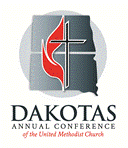 DAKOTAS
ANNUAL CONFERENCE
of the United Methodist Church